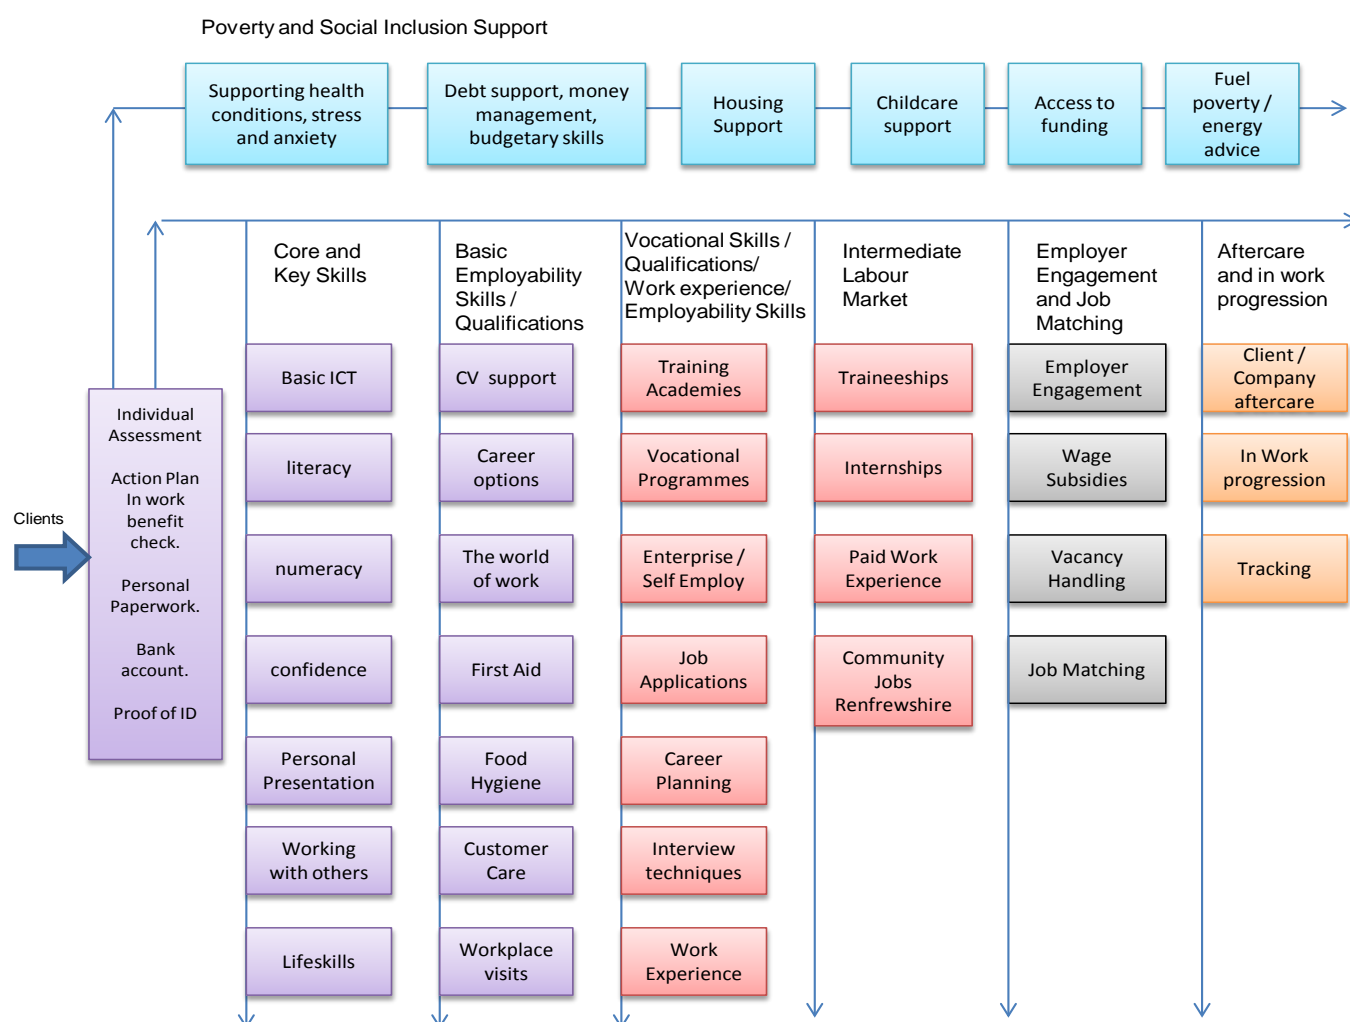 Poverty and Social Inclusion Support
Supporting health
conditions, stress
and anxiety
Debt support, money
management,
budgetary skills
Housing
Support
Childcare
support
Access to
funding
Fuel
poverty /
energy
advice
Core and
Key Skills
Basic
Employability
Skills /
Qualifications
Vocational Skills /
Qualifications/
Work experience/
Employability Skills
Intermediate
Labour
Market
Employer
Engagement
and Job
Matching
Aftercare
and in work
progression
Clients
Individual
Assessment
Action Plan
In work
benefit
check.
Personal
Paperwork.
Bank
account.
Proof of ID
Basic ICT
literacy
numeracy
confidence
Personal
Presentation
Working
with others
Lifeskills
CV support
Career
options
The world
of work
First Aid
Food
Hygiene
Customer
Care
Workplace
visits
Training
Academies
Vocational
Programmes
Enterprise /
Self Employ
Job
Applications
Career
Planning
Interview
techniques
Work
Experience
Traineeships
Internships
Paid Work
Experience
Community
Jobs
Renfrewshire
Employer
Engagement
Wage
Subsidies
Vacancy
Handling
Job Matching
Client /
Company
aftercare
In Work
progression
Tracking